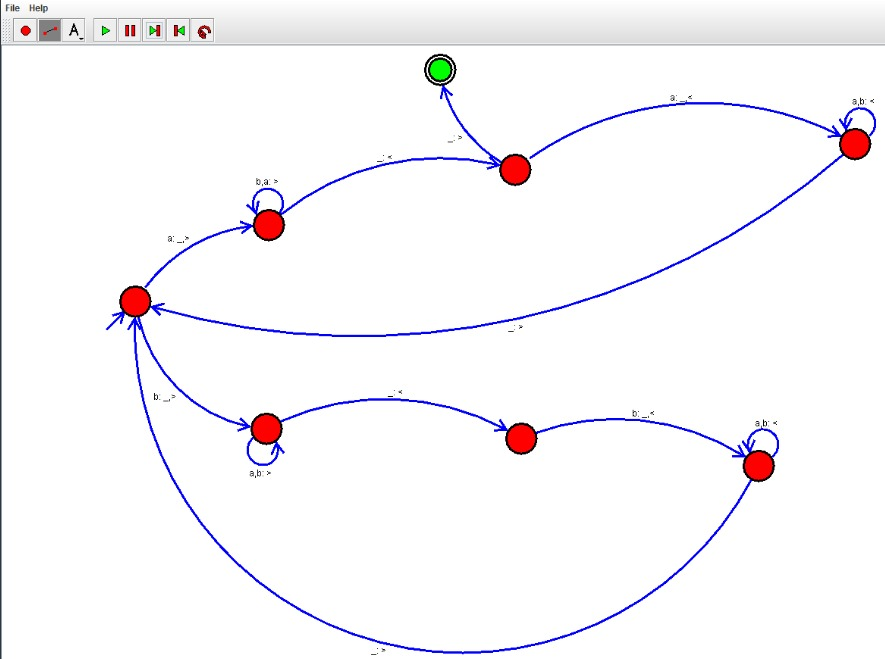 File Help
A
_: >
a: _,<
a,b: <
_: <
b,a: >
a: _,>
_: >
b: _,>
_: <
b: _,<
a,b: <
a,b: >
_: >